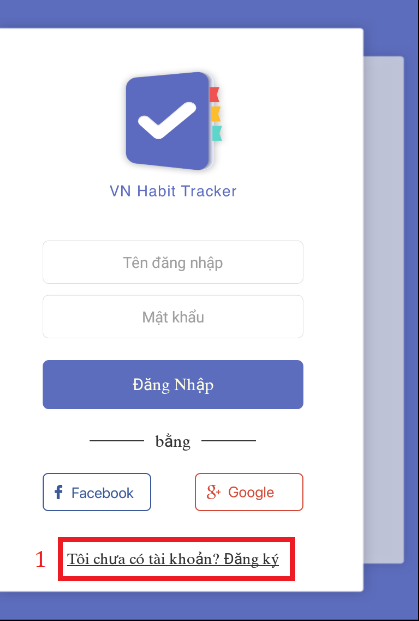 VN Habit Tracker
Tên đăng nhập
Mật khẩu
Đăng Nhập
bằng
f Facebook
g+ Google
1 Tôi chưa có tài khoản? Đăng ký